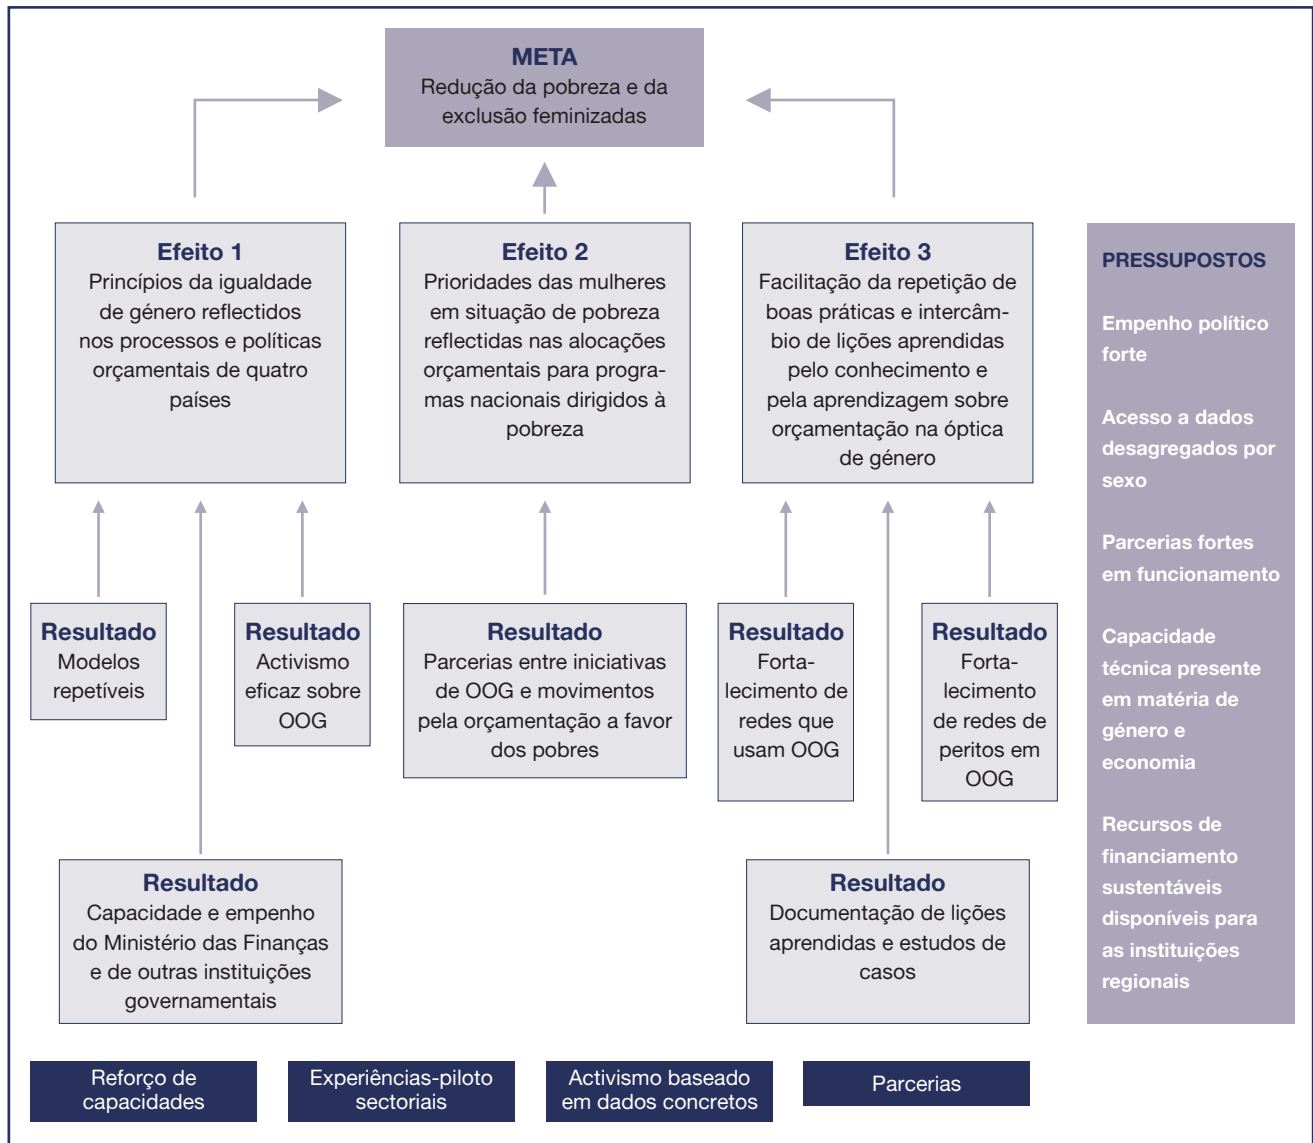 META
Redução da pobreza e da
exclusão feminizadas
Efeito 1
Princípios da igualdade
de género reflectidos
nos processos e políticas
orçamentais de quatro
países
Efeito 2
Prioridades das mulheres
em situação de pobreza
reflectidas nas alocações
orçamentais para progra-
mas nacionais dirigidos à
pobreza
Efeito 3
Facilitação da repetição de
boas práticas e intercâm-
bio de lições aprendidas
pelo conhecimento e
pela aprendizagem sobre
orçamentação na óptica
de género
Resultado
Modelos
repetíveis
Resultado
Activismo
eficaz sobre
OOG
Resultado
Parcerias entre iniciativas
de OOG e movimentos
pela orçamentação a favor
dos pobres
Resultado
Forta-
lecimento de
redes que
usam OOG
Resultado
Forta-
lecimento
de redes de
peritos em
OOG
Resultado
Capacidade e empenho
do Ministério das Finanças
e de outras instituições
governamentais
Resultado
Documentação de lições
aprendidas e estudos de
casos
PRESSUPOSTOS
Empenho político
forte
Acesso a dados
desagregados por
sexo
Parcerias fortes
em funcionamento
Capacidade
técnica presente
em matéria de
género e
economia
Recursos de
financiamento
sustentáveis
disponíveis para
as instituições
regionais
Reforço de
capacidades
Experiências-piloto
sectoriais
Activismo baseado
em dados concretos
Parcerias